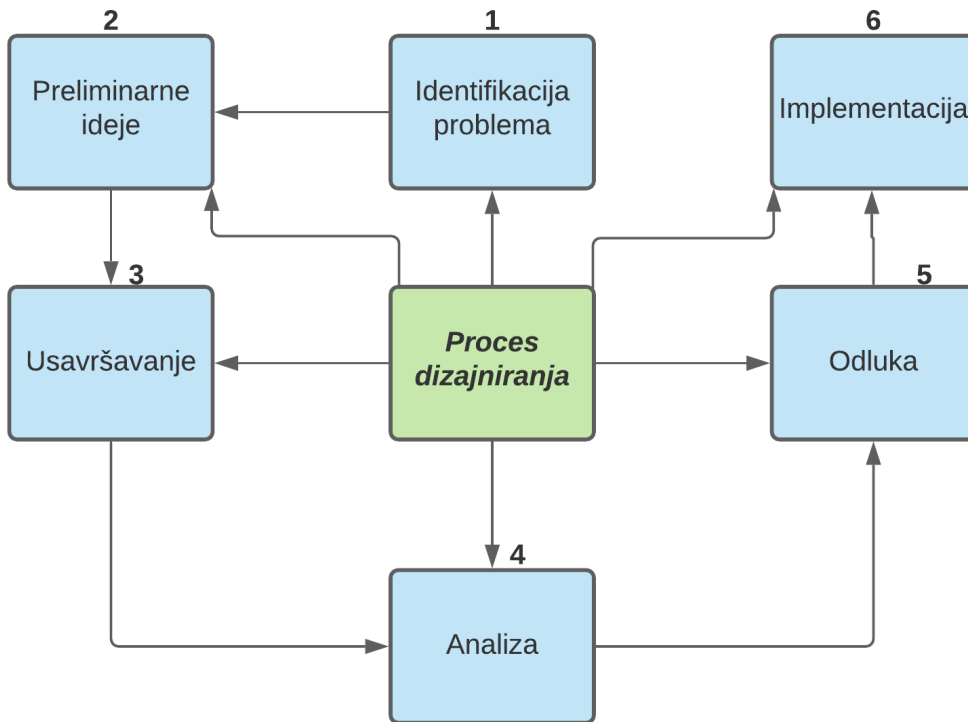 2
1
6
Preliminarne
ideje
Identifikacija
problema
Implementacija
3
5
Usavršavanje
Proces
dizajniranja
Odluka
4
Analiza